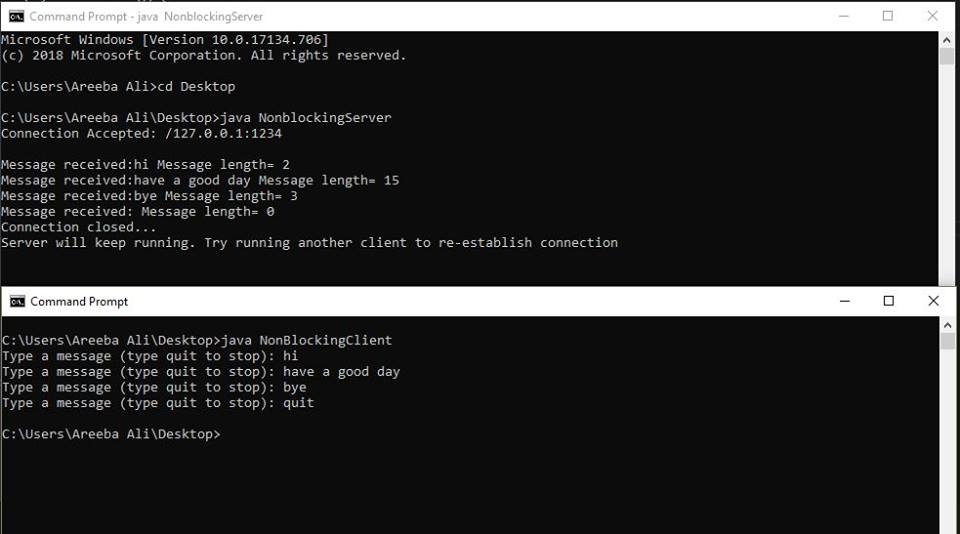 Command Prompt - java  NonblockingServer
Microsoft Windows [Version 10.0.17134.706]
(c) 2018 Microsoft Corporation. All rights reserved.
C:\Users\Areeba Ali>cd Desktop
C:\Users\Areeba Ali\Desktop>java NonblockingServer
Connection Accepted: /127.0.0.1:1234
Message received:hi Message length= 2
Message received:have a good day Message length= 15
Message received:bye Message length= 3
Message received: Message length= 0
Connection closed...
Server will keep running. Try running another client to re-establish connection
Command Prompt
C:\Users\Areeba Ali\Desktop>java NonBlockingClient
Type a message (type quit to stop): hi
Type a message (type quit to stop): have a good day
Type a message (type quit to stop): bye
Type a message (type quit to stop): quit
C:\Users\Areeba Ali\Desktop>